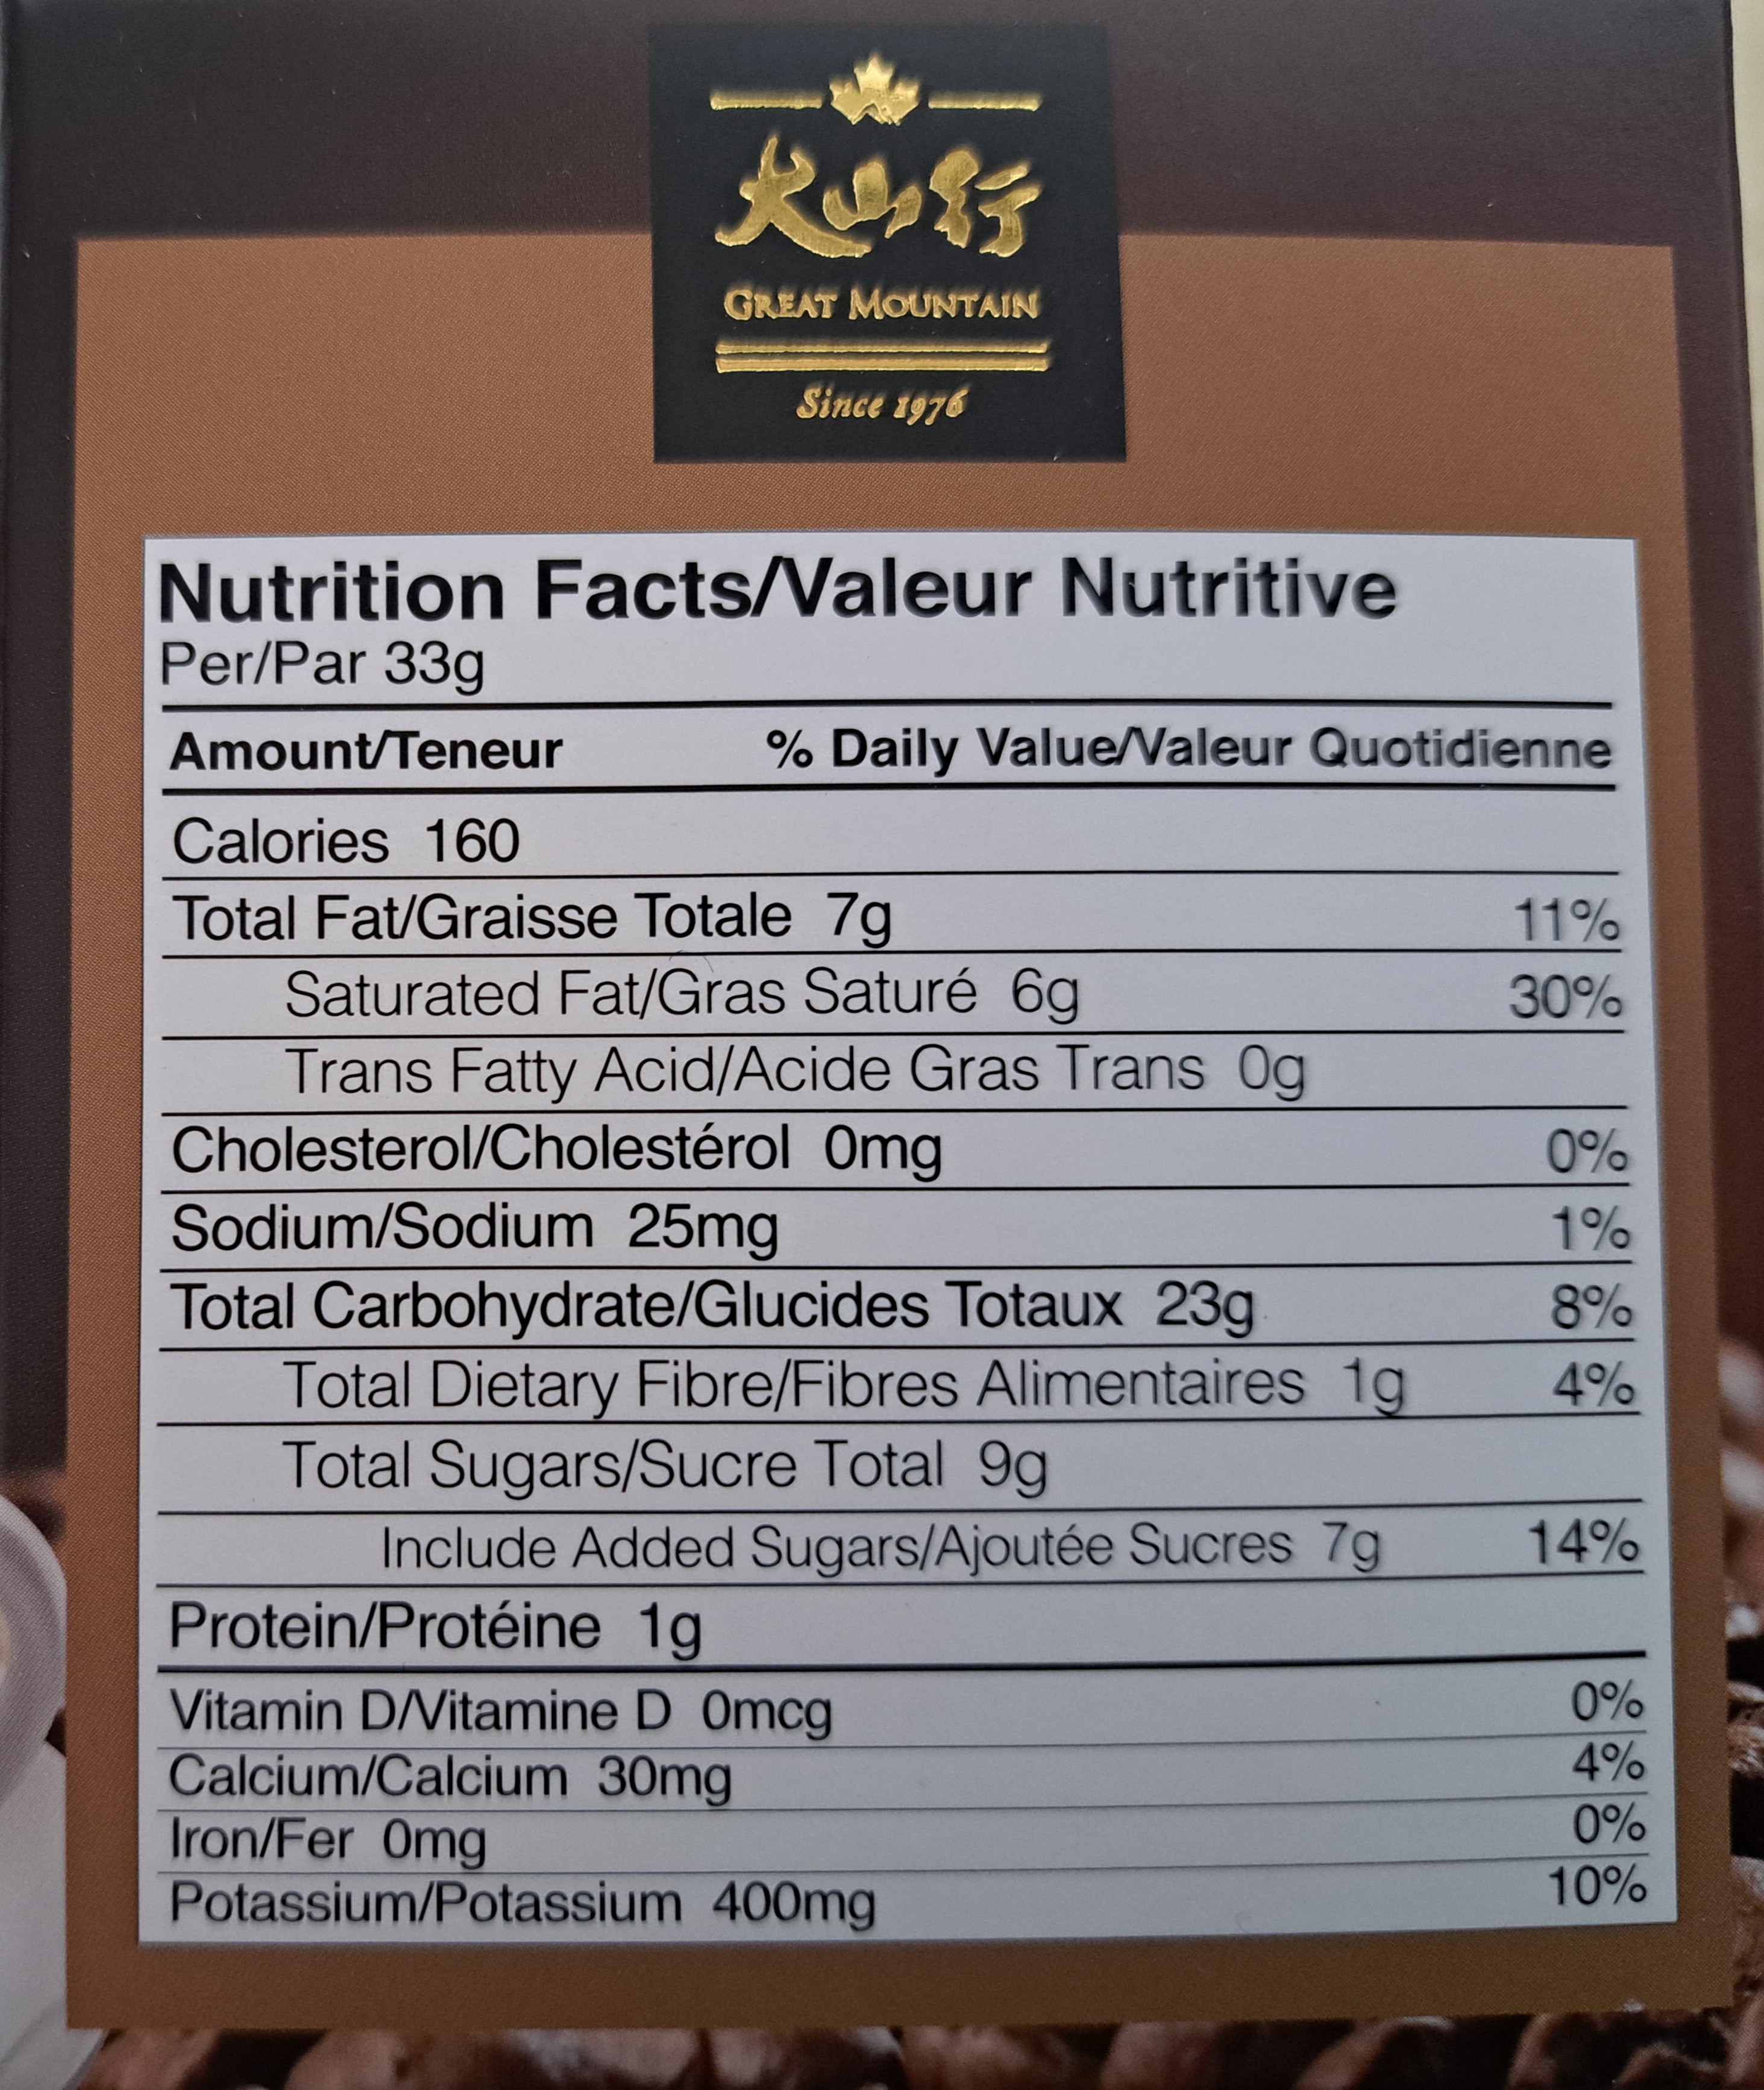 大山行
GREAT MOUNTAIN
Since 1976
Nutrition Facts/Valeur Nutritive
Per/Par 33g
Amount/Teneur % Daily Value/Valeur Quotidienne
Calories 160
Total Fat/Graisse Totale 7g 11%
Saturated Fat/Gras Saturé 6g 30%
Trans Fatty Acid/Acide Gras Trans 0g
Cholesterol/Cholestérol 0mg 0%
Sodium/Sodium 25mg 1%
Total Carbohydrate/Glucides Totaux 23g 8%
Total Dietary Fibre/Fibres Alimentaires 1g 4%
Total Sugars/Sucre Total 9g
Include Added Sugars/Ajoutée Sucres 7g 14%
Protein/Protéine 1g
Vitamin D/Vitamine D 0mcg 0%
Calcium/Calcium 30mg 4%
Iron/Fer 0mg 0%
Potassium/Potassium 400mg 10%